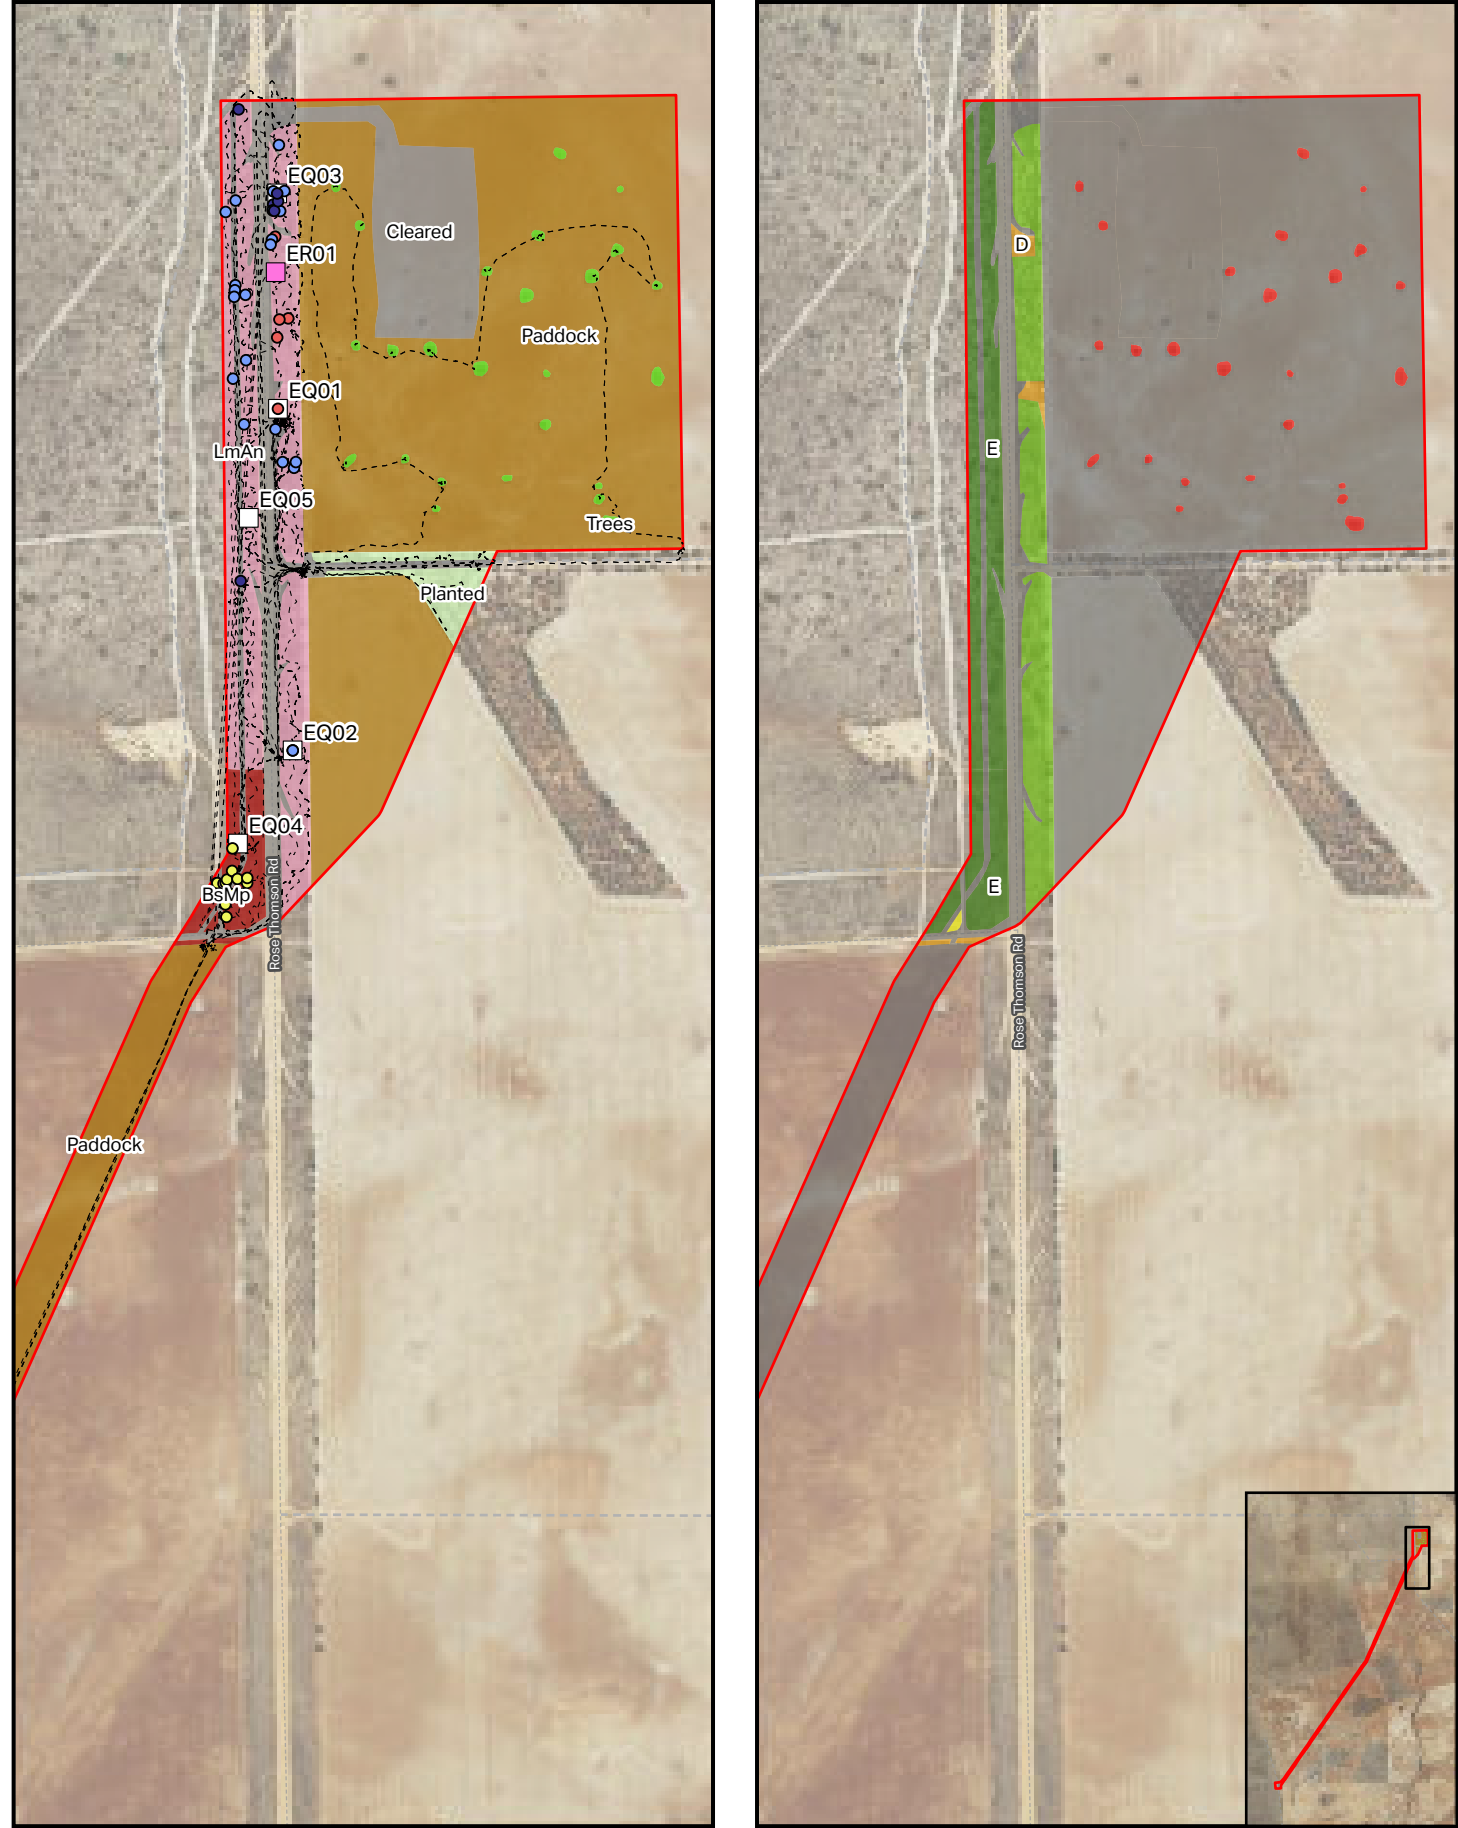 EQ03
Cleared
ER01
Paddock
EQ01
LmAn
EQ05
Trees
Planted
EQ02
EQ04
BsMp
Rose Thomson Rd
Paddock
D
E
E
Rose Thomson Rd